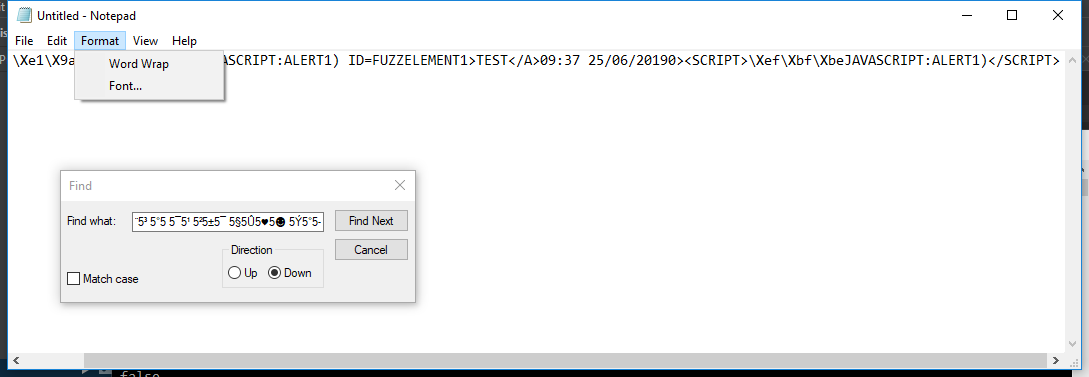 Untitled - Notepad
File Edit Format View Help
\Xe1\X9a ASCRIPT:ALERT1) ID=FUZZELEMENT1>TEST</A>09:37 25/06/20190><SCRIPT>\Xef\Xbf\XbeJAVASCRIPT:ALERT1)</SCRIPT>
Word Wrap
Font...
Find
Find what: ¨5³ 5°5 5¯5¹ 5²5±5¯ 5§5Û5♥5☻ 5Ý5°5- Find Next
Direction Cancel
Up Down
Match case
false